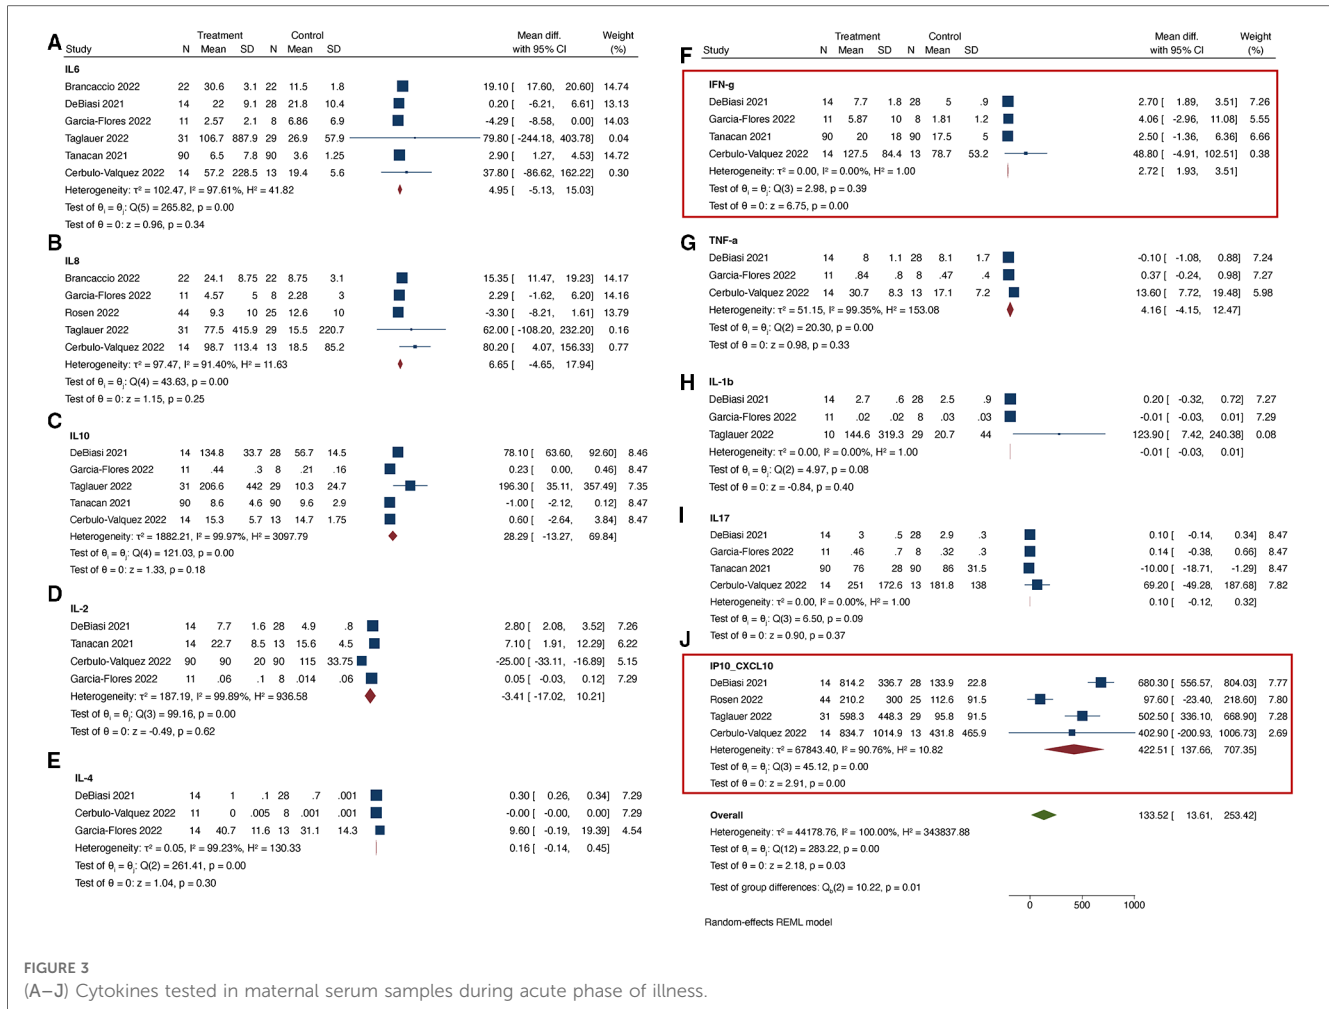 A
Treatment Control Mean diff. Weight
Study N Mean SD N Mean SD with 95% CI (%)
IL6
Brancaccio 2022 22 30.6 3.1 22 11.5 1.8 19.10 [ 17.60, 20.60] 14.74
DeBiasi 2021 14 22 9.1 28 21.8 10.4 0.20 [ -6.21, 6.61] 13.13
Garcia-Flores 2022 11 2.57 2.1 8 6.86 6.9 -4.29 [ -8.58, 0.00] 14.03
Taglauer 2022 31 106.7 887.9 29 26.9 57.9 79.80 [ -244.18, 403.78] 0.04
Tanacan 2021 90 6.5 7.8 90 3.6 1.25 2.90 [ 1.27, 4.53] 14.72
Cerbulo-Valquez 2022 14 57.2 228.5 13 19.4 5.6 37.80 [ -86.62, 162.22] 0.30
Heterogeneity: τ² = 102.47, I² = 97.61%, H² = 41.82 4.95 [ -5.13, 15.03]
Test of θᵢ = θⱼ: Q(5) = 265.82, p = 0.00
Test of θ = 0: z = 0.96, p = 0.34
B
IL8
Brancaccio 2022 22 24.1 8.75 22 8.75 3.1 15.35 [ 11.47, 19.23] 14.17
Garcia-Flores 2022 11 4.57 5 8 2.28 3 2.29 [ -1.62, 6.20] 14.16
Rosen 2022 44 9.3 10 25 12.6 10 -3.30 [ -8.21, 1.61] 13.79
Taglauer 2022 31 77.5 415.9 29 15.5 220.7 62.00 [ -108.20, 232.20] 0.16
Cerbulo-Valquez 2022 14 98.7 113.4 13 18.5 85.2 80.20 [ 4.07, 156.33] 0.77
Heterogeneity: τ² = 97.47, I² = 91.40%, H² = 11.63 6.65 [ -4.65, 17.94]
Test of θᵢ = θⱼ: Q(4) = 43.63, p = 0.00
Test of θ = 0: z = 1.15, p = 0.25
C
IL10
DeBiasi 2021 14 134.8 33.7 28 56.7 14.5 78.10 [ 63.60, 92.60] 8.46
Garcia-Flores 2022 11 .44 .3 8 .21 .16 0.23 [ 0.00, 0.46] 8.47
Taglauer 2022 31 206.6 442 29 10.3 24.7 196.30 [ 35.11, 357.49] 7.35
Tanacan 2021 90 8.6 4.6 90 9.6 2.9 -1.00 [ -2.12, 0.12] 8.47
Cerbulo-Valquez 2022 14 15.3 5.7 13 14.7 1.75 0.60 [ -2.64, 3.84] 8.47
Heterogeneity: τ² = 1882.21, I² = 99.97%, H² = 3097.79 28.29 [ -13.27, 69.84]
Test of θᵢ = θⱼ: Q(4) = 121.03, p = 0.00
Test of θ = 0: z = 1.33, p = 0.18
D
IL-2
DeBiasi 2021 14 7.7 1.6 28 4.9 .8 2.80 [ 2.08, 3.52] 7.26
Tanacan 2021 14 22.7 8.5 13 15.6 4.5 7.10 [ 1.91, 12.29] 6.22
Cerbulo-Valquez 2022 90 90 20 90 115 33.75 -25.00 [ -33.11, -16.89] 5.15
Garcia-Flores 2022 11 .06 .1 8 .014 .06 0.05 [ -0.03, 0.12] 7.29
Heterogeneity: τ² = 187.19, I² = 99.89%, H² = 936.58 -3.41 [ -17.02, 10.21]
Test of θᵢ = θⱼ: Q(3) = 99.16, p = 0.00
Test of θ = 0: z = -0.49, p = 0.62
E
IL-4
DeBiasi 2021 14 1 .1 28 .7 .001 0.30 [ 0.26, 0.34] 7.29
Cerbulo-Valquez 2022 11 0 .005 8 .001 .001 -0.00 [ -0.00, 0.00] 7.29
Garcia-Flores 2022 14 40.7 11.6 13 31.1 14.3 9.60 [ -0.19, 19.39] 4.54
Heterogeneity: τ² = 0.05, I² = 99.23%, H² = 130.33 0.16 [ -0.14, 0.45]
Test of θᵢ = θⱼ: Q(2) = 261.41, p = 0.00
Test of θ = 0: z = 1.04, p = 0.30
Treatment Control Mean diff. Weight
F Study N Mean SD N Mean SD with 95% CI (%)
IFN-g
DeBiasi 2021 14 7.7 1.8 28 5 .9 2.70 [ 1.89, 3.51] 7.26
Garcia-Flores 2022 11 5.87 10 8 1.81 1.2 4.06 [ -2.96, 11.08] 5.55
Tanacan 2021 90 20 18 90 17.5 5 2.50 [ -1.36, 6.36] 6.66
Cerbulo-Valquez 2022 14 127.5 84.4 13 78.7 53.2 48.80 [ -4.91, 102.51] 0.38
Heterogeneity: τ² = 0.00, I² = 0.00%, H² = 1.00 2.72 [ 1.93, 3.51]
Test of θᵢ = θⱼ: Q(3) = 2.98, p = 0.39
Test of θ = 0: z = 6.75, p = 0.00
G
TNF-a
DeBiasi 2021 14 8 1.1 28 8.1 1.7 -0.10 [ -1.08, 0.88] 7.24
Garcia-Flores 2022 11 .84 .8 8 .47 .4 0.37 [ -0.24, 0.98] 7.27
Cerbulo-Valquez 2022 14 30.7 8.3 13 17.1 7.2 13.60 [ 7.72, 19.48] 5.98
Heterogeneity: τ² = 51.15, I² = 99.35%, H² = 153.08 4.16 [ -4.15, 12.47]
Test of θᵢ = θⱼ: Q(2) = 20.30, p = 0.00
Test of θ = 0: z = 0.98, p = 0.33
H
IL-1b
DeBiasi 2021 14 2.7 .6 28 2.5 .9 0.20 [ -0.32, 0.72] 7.27
Garcia-Flores 2022 11 .02 .02 8 .03 .03 -0.01 [ -0.03, 0.01] 7.29
Taglauer 2022 10 144.6 319.3 29 20.7 44 123.90 [ 7.42, 240.38] 0.08
Heterogeneity: τ² = 0.00, I² = 0.00%, H² = 1.00 -0.01 [ -0.03, 0.01]
Test of θᵢ = θⱼ: Q(2) = 4.97, p = 0.08
Test of θ = 0: z = -0.84, p = 0.40
I
IL17
DeBiasi 2021 14 3 .5 28 2.9 .3 0.10 [ -0.14, 0.34] 8.47
Garcia-Flores 2022 11 .46 .7 8 .32 .3 0.14 [ -0.38, 0.66] 8.47
Tanacan 2021 90 76 28 90 86 31.5 -10.00 [ -18.71, -1.29] 8.47
Cerbulo-Valquez 2022 14 251 172.6 13 181.8 138 69.20 [ -49.28, 187.68] 7.82
Heterogeneity: τ² = 0.00, I² = 0.00%, H² = 1.00 0.10 [ -0.12, 0.32]
Test of θᵢ = θⱼ: Q(3) = 6.50, p = 0.09
Test of θ = 0: z = 0.90, p = 0.37
J
IP10_CXCL10
DeBiasi 2021 14 814.2 336.7 28 133.9 22.8 680.30 [ 556.57, 804.03] 7.77
Rosen 2022 44 210.2 300 25 112.6 91.5 97.60 [ -23.40, 218.60] 7.80
Taglauer 2022 31 598.3 448.3 29 95.8 91.5 502.50 [ 336.10, 668.90] 7.28
Cerbulo-Valquez 2022 14 834.7 1014.9 13 431.8 465.9 402.90 [ -200.93, 1006.73] 2.69
Heterogeneity: τ² = 67843.40, I² = 90.76%, H² = 10.82 422.51 [ 137.66, 707.35]
Test of θᵢ = θⱼ: Q(3) = 45.12, p = 0.00
Test of θ = 0: z = 2.91, p = 0.00
Overall 133.52 [ 13.61, 253.42]
Heterogeneity: τ² = 44178.76, I² = 100.00%, H² = 343837.88
Test of θᵢ = θⱼ: Q(12) = 283.22, p = 0.00
Test of θ = 0: z = 2.18, p = 0.03
Test of group differences: Q_b(2) = 10.22, p = 0.01
0 500 1000
Random-effects REML model
FIGURE 3
(A–J) Cytokines tested in maternal serum samples during acute phase of illness.